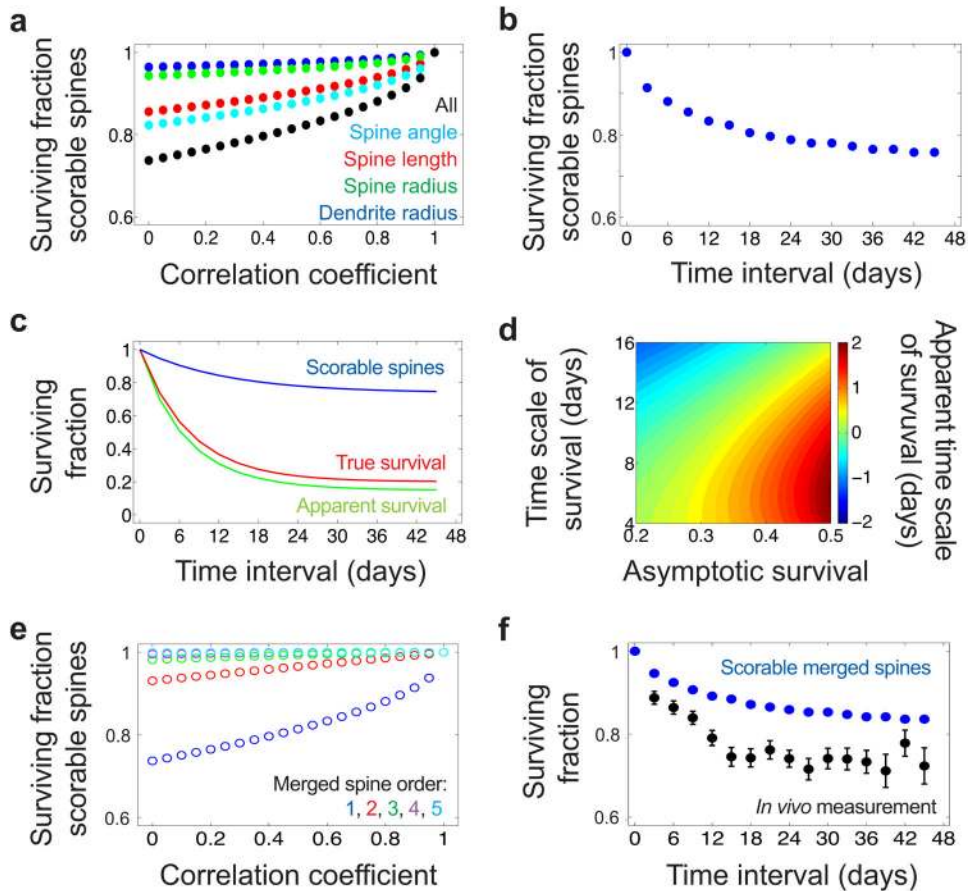 a
Surviving fraction
scorable spines
1
0.8
0.6
All
Spine angle
Spine length
Spine radius
Dendrite radius
0 0.2 0.4 0.6 0.8 1
Correlation coefficient
b
Surviving fraction
scorable spines
1
0.8
0.6
0 6 12 18 24 30 36 42 48
Time interval (days)
c
Surviving
fraction
1
0.8
0.6
0.4
0.2
0
Scorable spines
True survival
Apparent survival
0 6 12 18 24 30 36 42 48
Time interval (days)
d
Time scale of
survival (days)
16
12
8
4
0.2 0.3 0.4 0.5
Asymptotic survival
2
1
0
−1
−2
Apparent time scale
of survuval (days)
e
Surviving fraction
scorable spines
1
0.8
0.6
Merged spine order:
1, 2, 3, 4, 5
0 0.2 0.4 0.6 0.8 1
Correlation coefficient
f
Surviving
fraction
1
0.8
0.6
Scorable merged spines
In vivo measurement
0 6 12 18 24 30 36 42 48
Time interval (days)